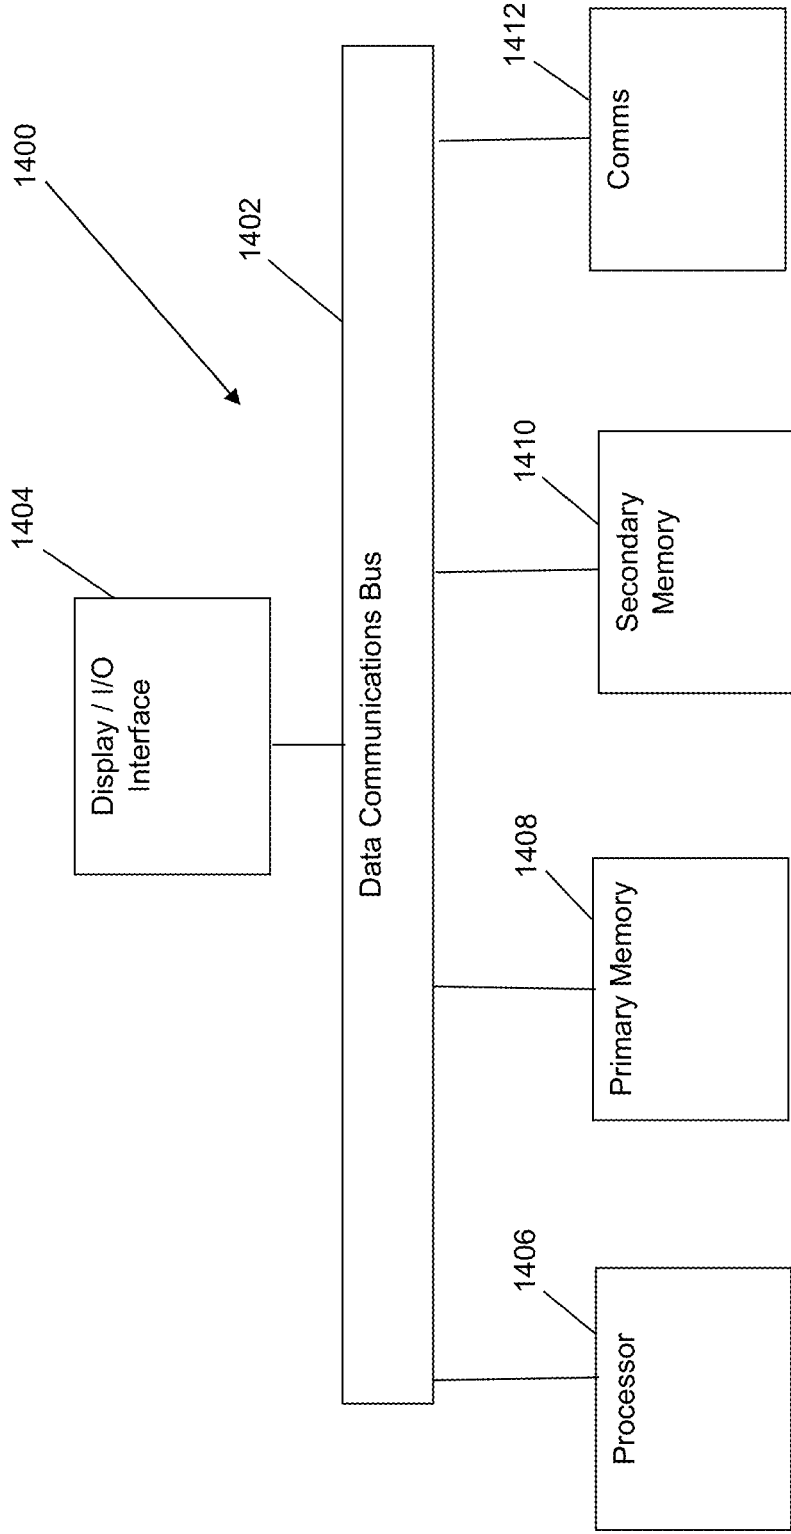 1400
1404
Display / I/O
Interface
1402
Data Communications Bus
1406
Processor
1408
Primary Memory
1410
Secondary
Memory
1412
Comms